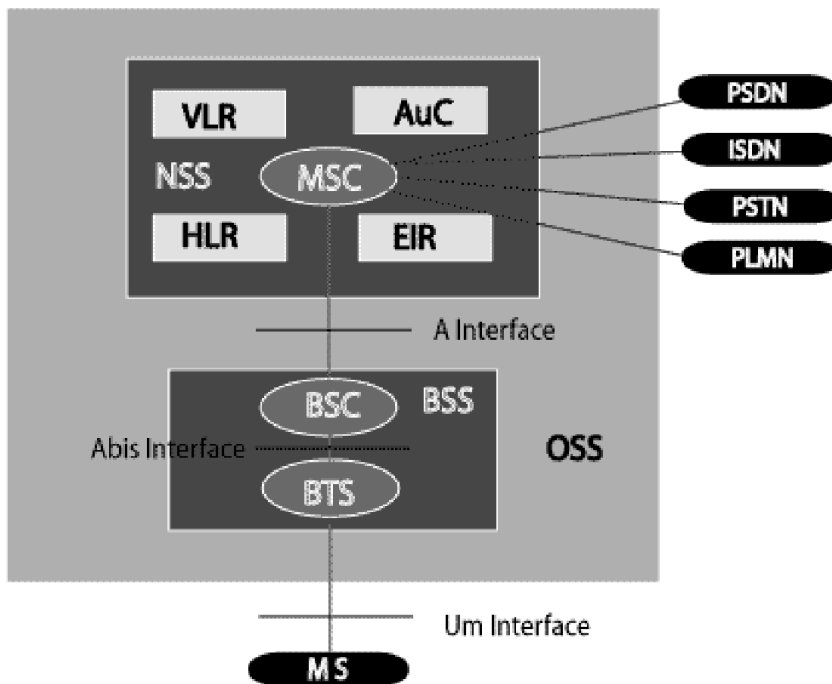 VLR
AuC
NSS
MSC
HLR
EIR
PSDN
ISDN
PSTN
PLMN
A Interface
BSC
BSS
Abis Interface
BTS
OSS
Um Interface
MS